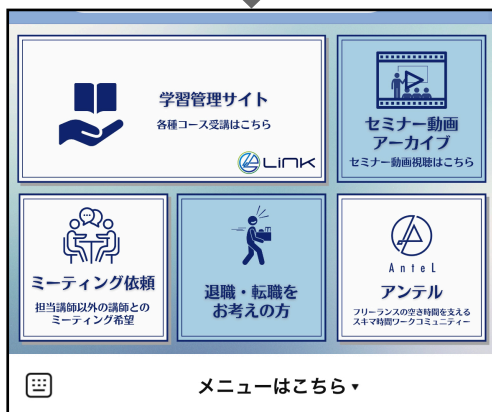 学習管理サイト
各種コース受講はこちら
Link
セミナー動画
アーカイブ
セミナー動画視聴はこちら
ミーティング依頼
担当講師以外の講師との
ミーティング希望
退職・転職を
お考えの方
AnteL
アンテル
フリーランスの空き時間を支える
スキマ時間ワークコミュニティー
メニューはこちら▾